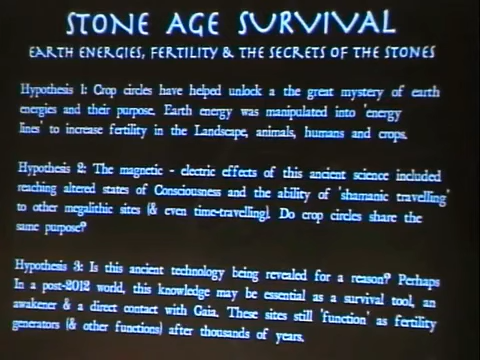 STONE AGE SURVIVAL
EARTH ENERGIES, FERTILITY & THE SECRETS OF THE STONES
Hypothesis 1: Crop circles have helped unlock a the great mystery of earth
energies and their purpose. Earth energy was manipulated into 'energy
lines' to increase fertility in the Landscape, animals, humans and crops.
Hypothesis 2: The magnetic - electric effects of this ancient science included
reaching altered states of Consciousness and the ability of 'shamanic travelling'
to other megalithic sites (& even time-travelling). Do crop circles share the
same purpose?
Hypothesis 3: Is this ancient technology being revealed for a reason? Perhaps
In a post-2012 world, this knowledge may be essential as a survival tool, an
awakener & a direct contact with Gaia. These sites still 'function' as fertility
generators (& other functions) after thousands of years.